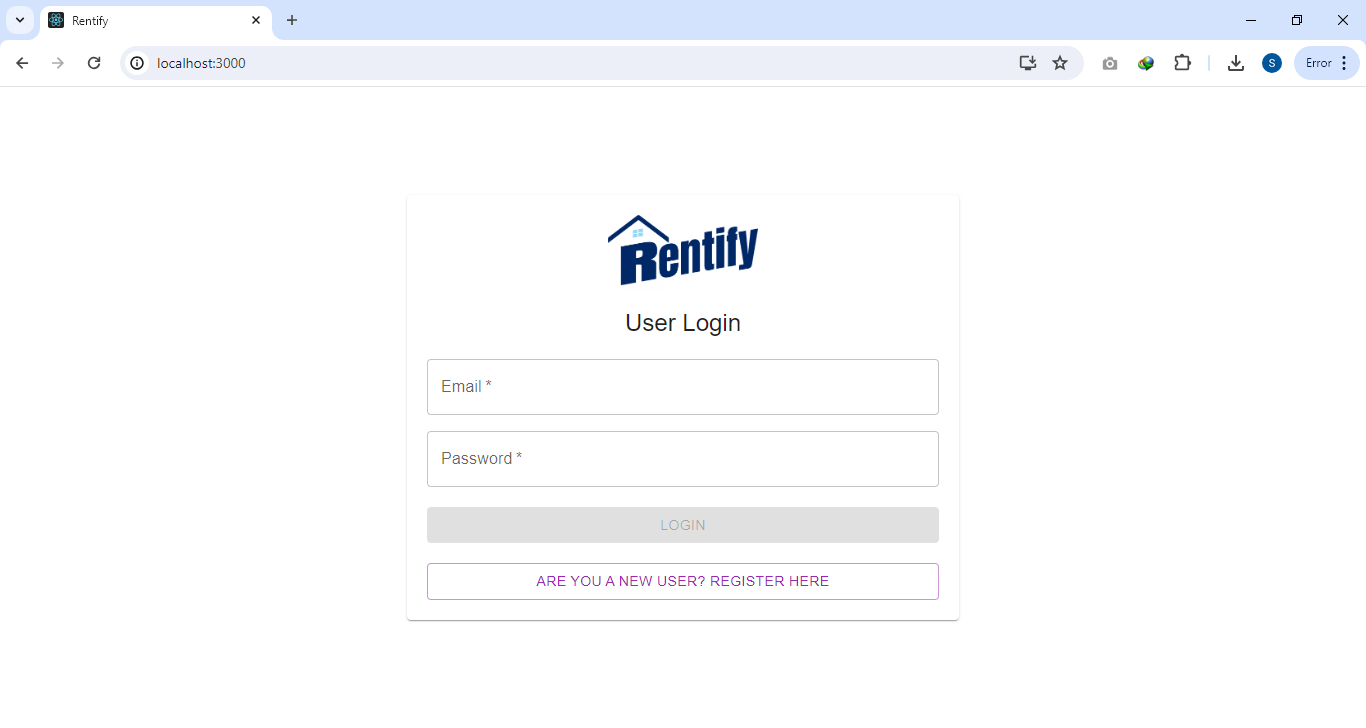 Rentify
localhost:3000
S
Error
Rentify
User Login
Email *
Password *
LOGIN
ARE YOU A NEW USER? REGISTER HERE